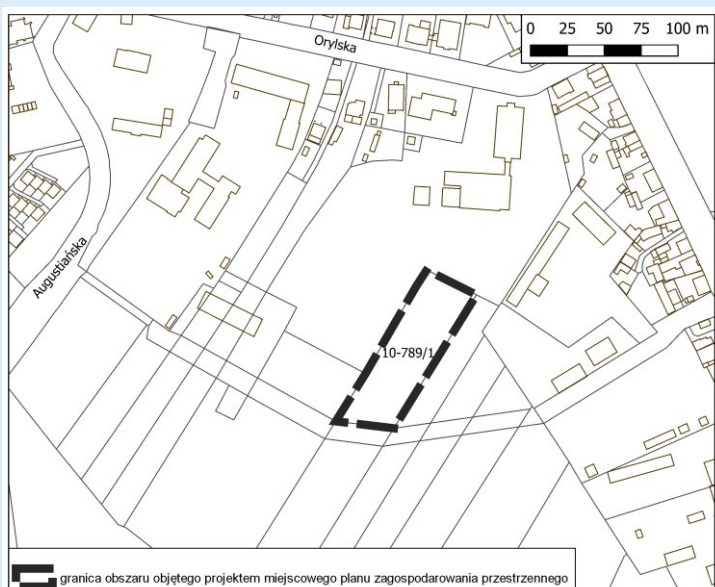 0 25 50 75 100 m
Orylska
Augustiańska
10-789/1
granica obszaru objętego projektem miejscowego planu zagospodarowania przestrzennego